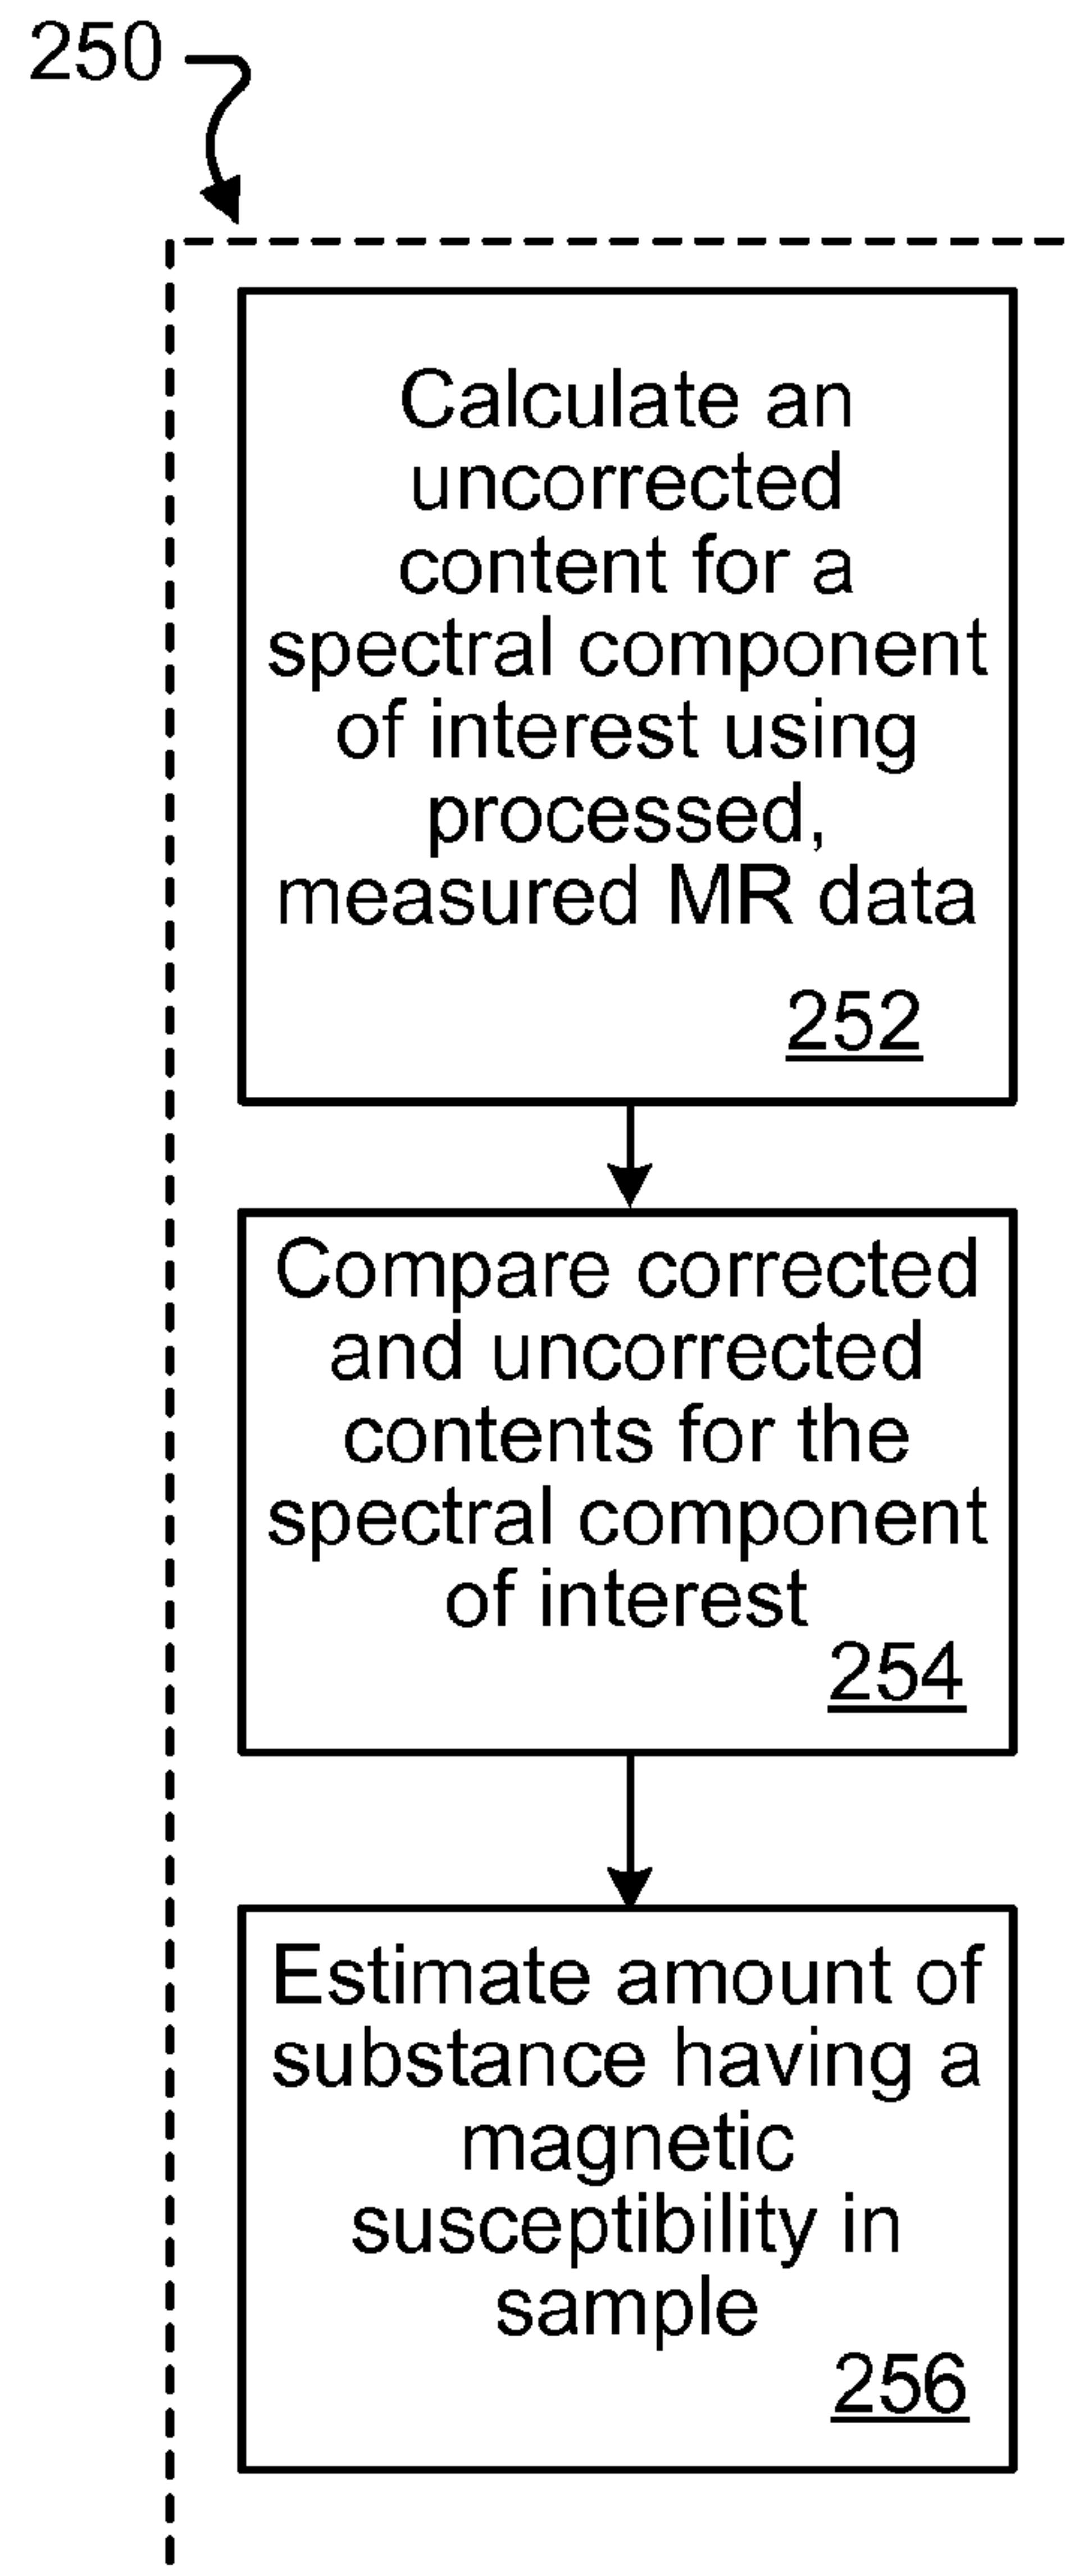 250
Calculate an
uncorrected
content for a
spectral component
of interest using
processed,
measured MR data
252
Compare corrected
and uncorrected
contents for the
spectral component
of interest
254
Estimate amount of
substance having a
magnetic
susceptibility in
sample
256